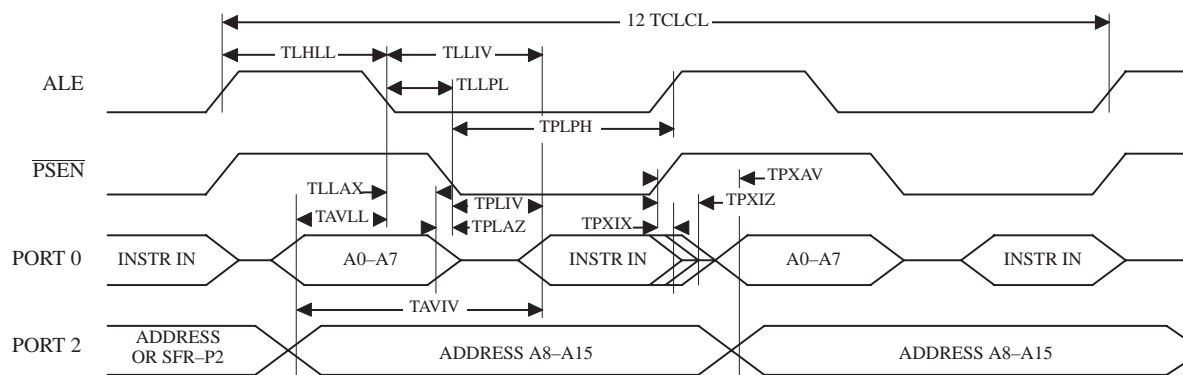 12 TCLCL
TLHLL
TLLIV
ALE
TLLPL
TPLPH
PSEN
TLLAX
TPXAV
TPLIV
TPXIZ
TAVLL
TPLAZ
TPXIX
PORT 0
INSTR IN
A0–A7
INSTR IN
A0–A7
INSTR IN
TAVIV
PORT 2
ADDRESS
OR SFR–P2
ADDRESS A8–A15
ADDRESS A8–A15